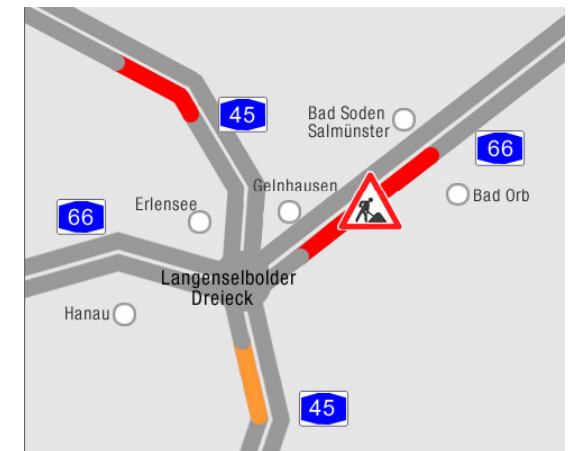 45
Bad Soden
Salmünster
66
Gelnhausen
Bad Orb
Erlensee
66
Langenselbolder
Dreieck
Hanau
45